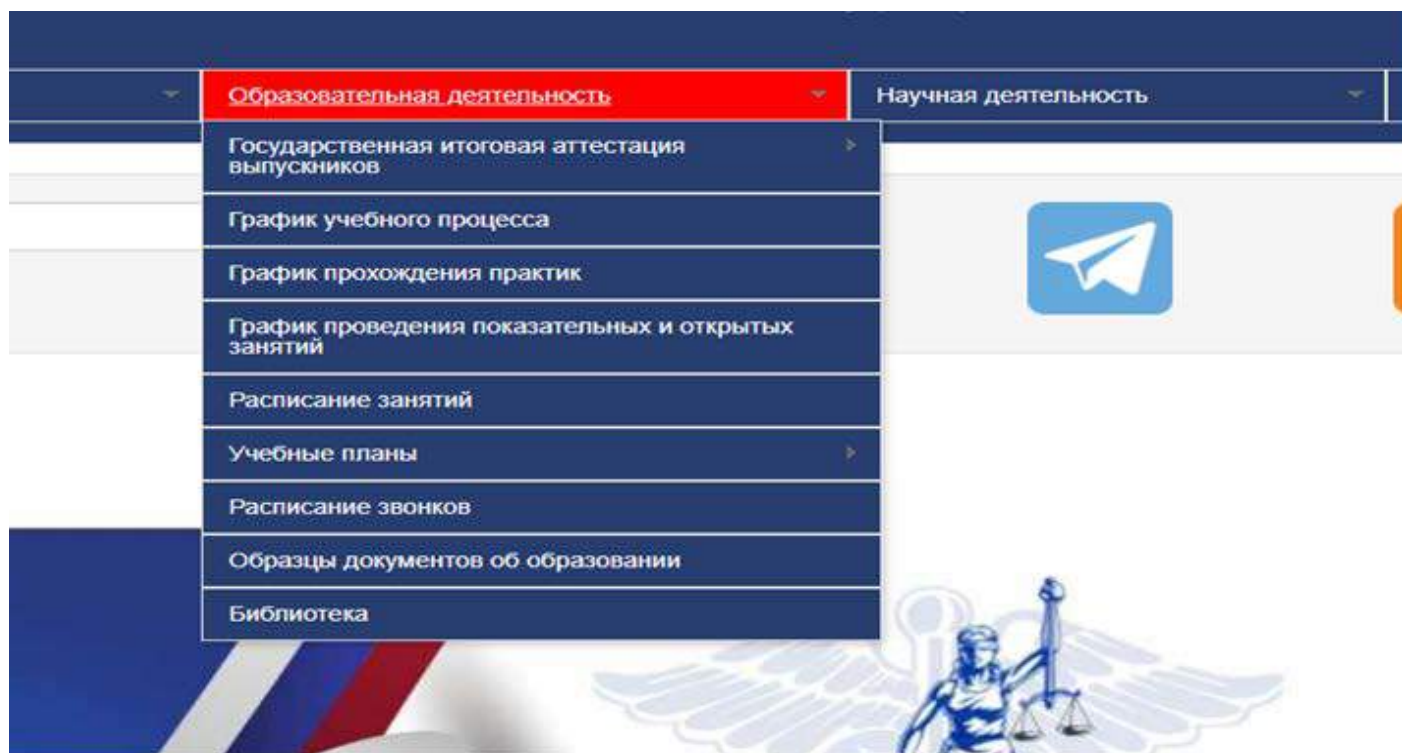 Образовательная деятельность
Научная деятельность
Государственная итоговая аттестация
выпускников
График учебного процесса
График прохождения практик
График проведения показательных и открытых
занятий
Расписание занятий
Учебные планы
Расписание звонков
Образцы документов об образовании
Библиотека